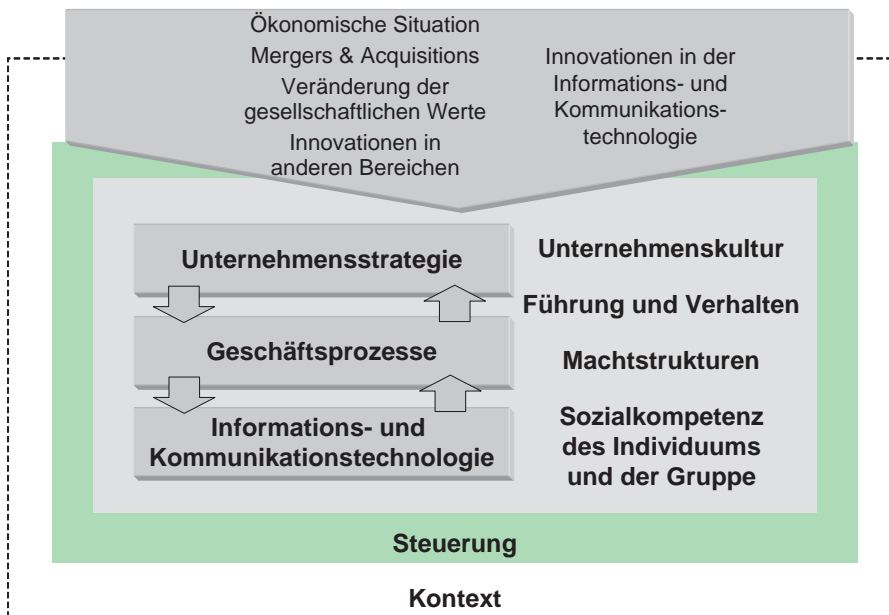 Ökonomische Situation
Mergers & Acquisitions
Veränderung der
gesellschaftlichen Werte
Innovationen in
anderen Bereichen
Innovationen in der
Informations- und
Kommunikations-
technologie
Unternehmensstrategie
Geschäftsprozesse
Informations- und
Kommunikationstechnologie
Unternehmenskultur
Führung und Verhalten
Machtstrukturen
Sozialkompetenz
des Individuums
und der Gruppe
Steuerung
Kontext